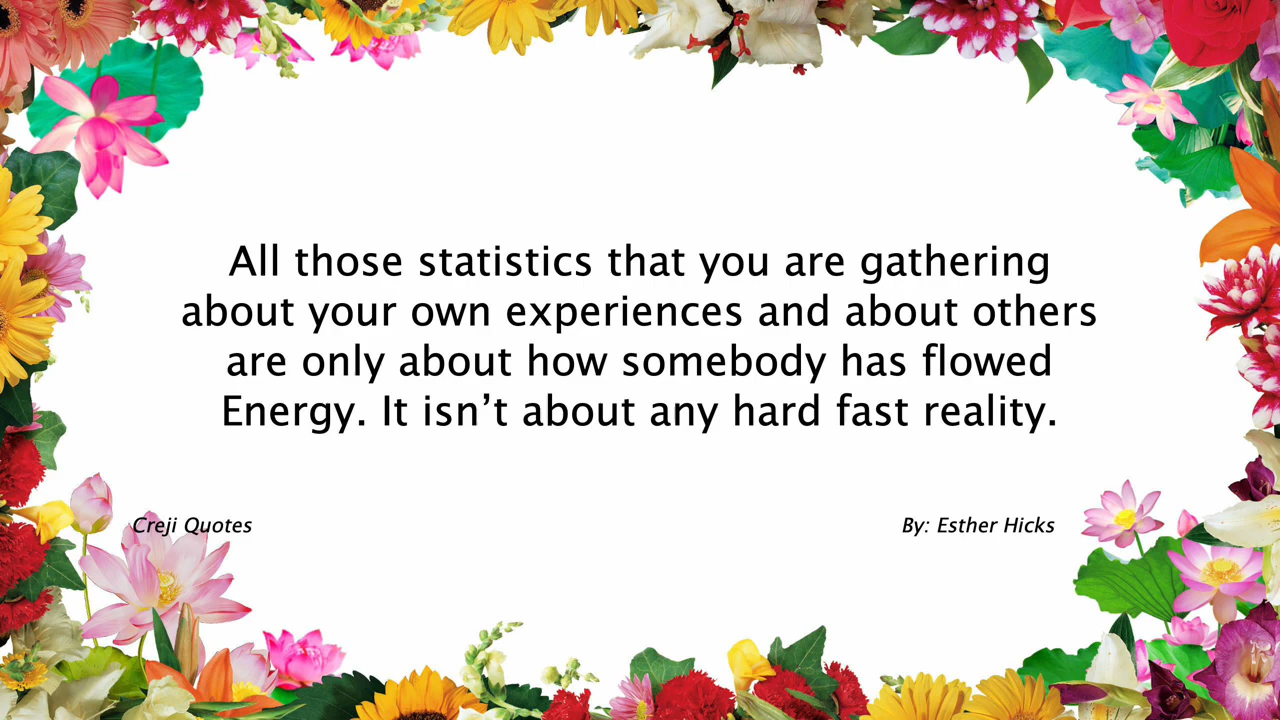 All those statistics that you are gathering
about your own experiences and about others
are only about how somebody has flowed
Energy. It isn’t about any hard fast reality.
Creji Quotes
By: Esther Hicks